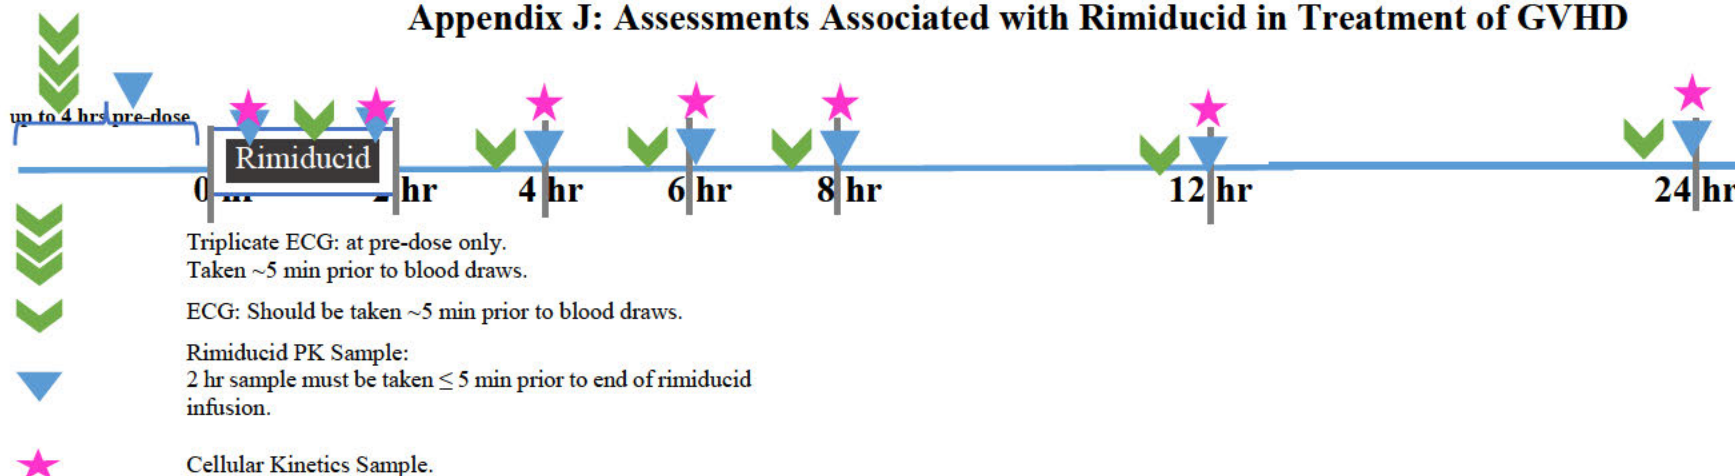 Appendix J: Assessments Associated with Rimiducid in Treatment of GVHD
up to 4 hrs pre-dose
Rimiducid
0 hr 2 hr 4 hr 6 hr 8 hr 12 hr 24 hr
Triplicate ECG: at pre-dose only.
Taken ~5 min prior to blood draws.
ECG: Should be taken ~5 min prior to blood draws.
Rimiducid PK Sample:
2 hr sample must be taken ≤ 5 min prior to end of rimiducid
infusion.
Cellular Kinetics Sample.